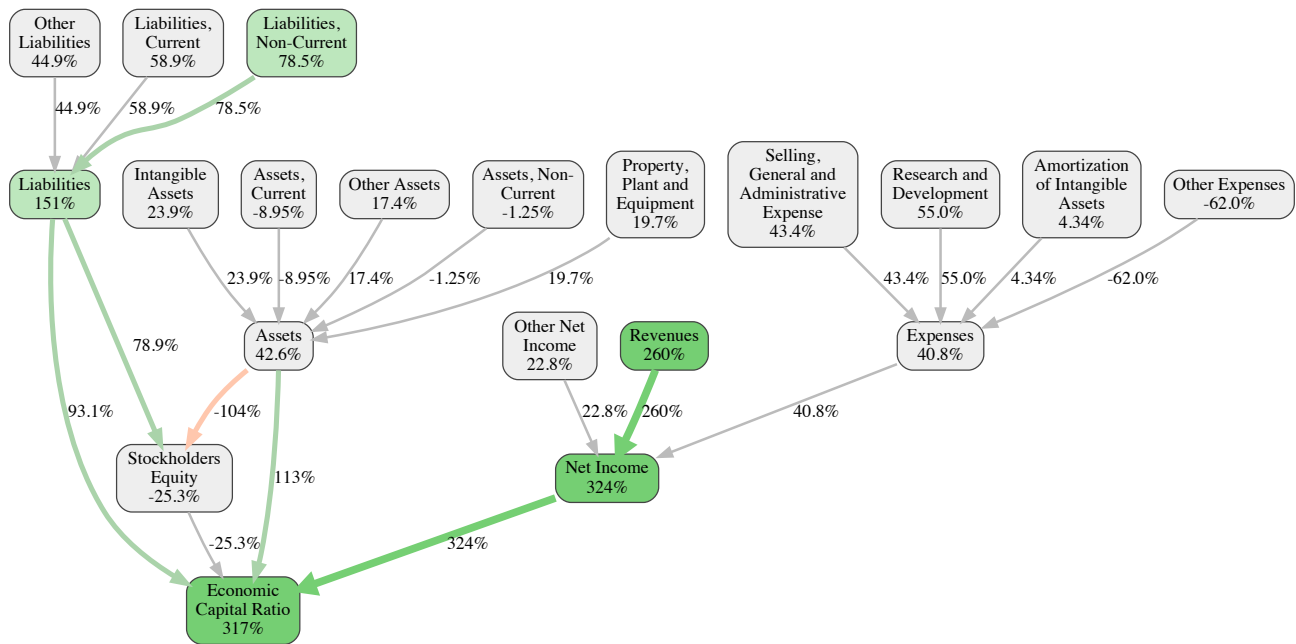 Other
Liabilities
44.9%
Liabilities,
Current
58.9%
Liabilities,
Non-Current
78.5%
44.9%
58.9%
78.5%
Liabilities
151%
Intangible
Assets
23.9%
Assets,
Current
-8.95%
Other Assets
17.4%
Assets, Non-
Current
-1.25%
Property,
Plant and
Equipment
19.7%
Selling,
General and
Administrative
Expense
43.4%
Research and
Development
55.0%
Amortization
of Intangible
Assets
4.34%
Other Expenses
-62.0%
23.9%
-8.95%
17.4%
-1.25%
19.7%
43.4%
55.0%
4.34%
-62.0%
78.9%
Assets
42.6%
Other Net
Income
22.8%
Revenues
260%
Expenses
40.8%
93.1%
-104%
22.8%
260%
40.8%
Stockholders
Equity
-25.3%
113%
Net Income
324%
-25.3%
324%
Economic
Capital Ratio
317%